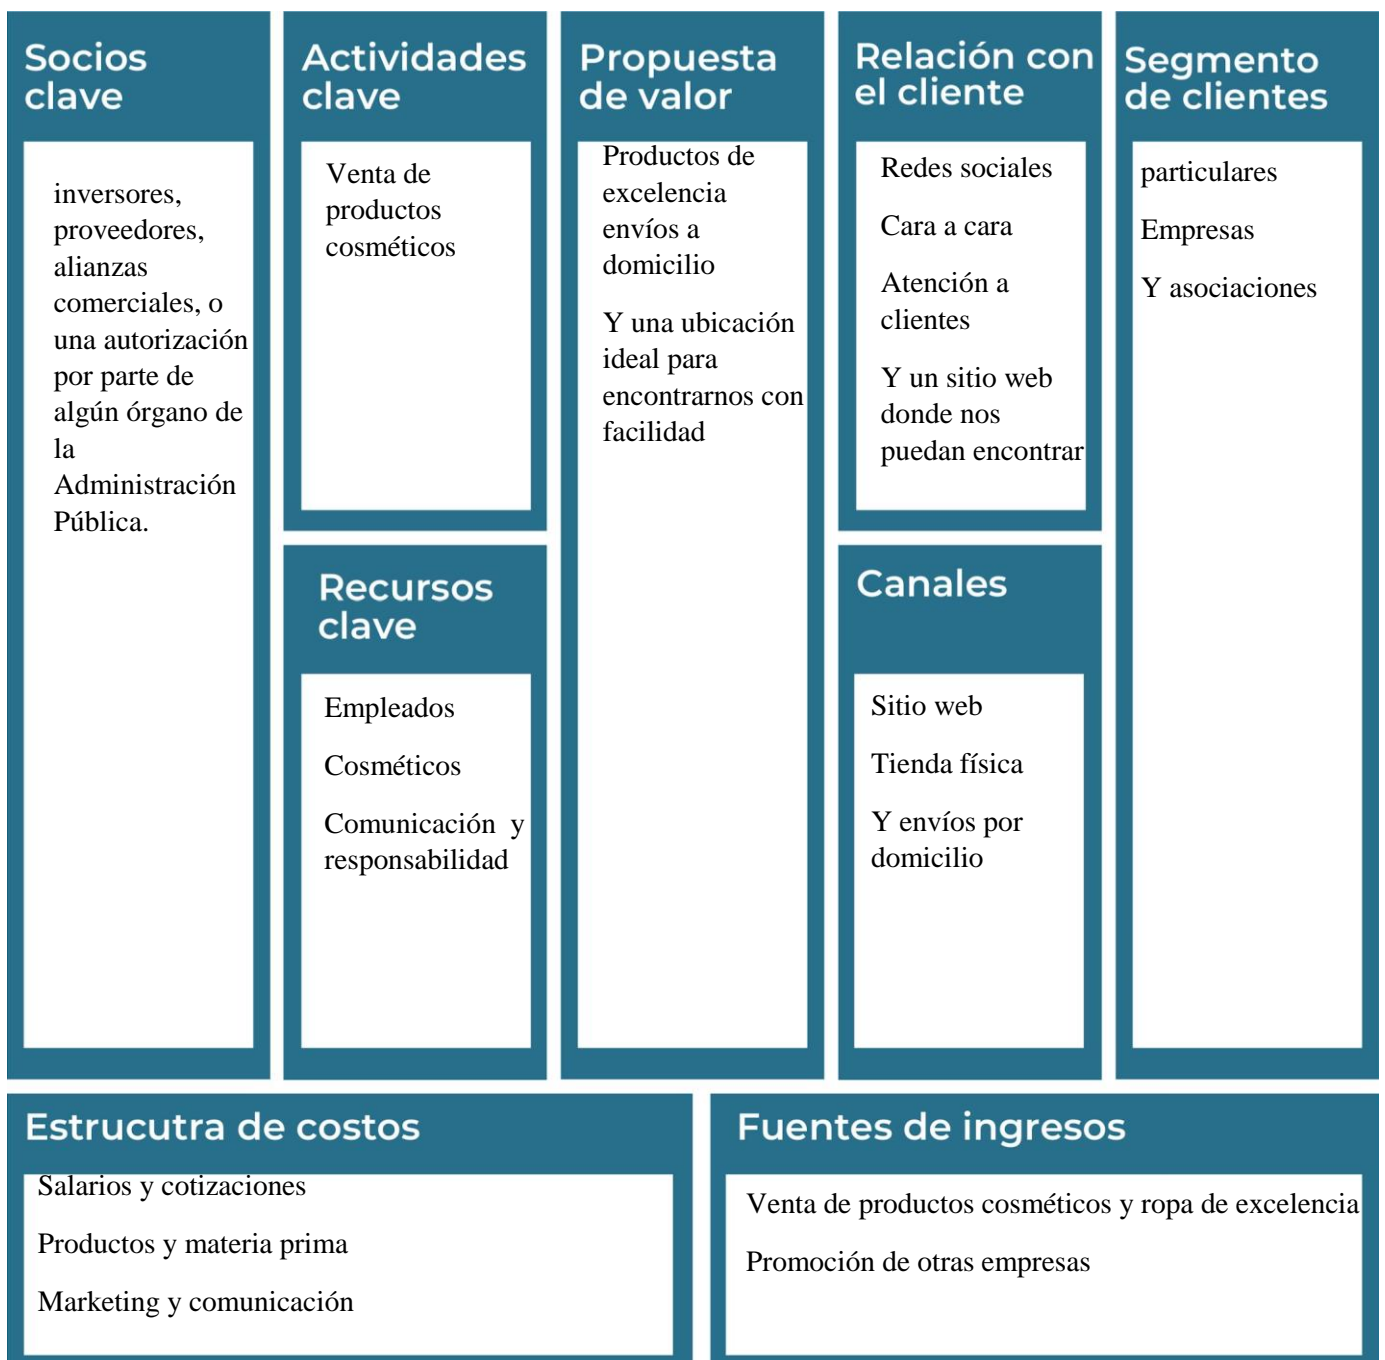 Socios
clave
inversores,
proveedores,
alianzas
comerciales, o
una autorización
por parte de
algún órgano de
la
Administración
Pública.
Actividades
clave
Venta de
productos
cosméticos
Recursos
clave
Empleados
Cosméticos
Comunicación y
responsabilidad
Propuesta
de valor
Productos de
excelencia
envíos a
domicilio
Y una ubicación
ideal para
encontrarnos con
facilidad
Relación con
el cliente
Redes sociales
Cara a cara
Atención a
clientes
Y un sitio web
donde nos
puedan encontrar
Canales
Sitio web
Tienda física
Y envíos por
domicilio
Segmento
de clientes
particulares
Empresas
Y asociaciones
Estrucutra de costos
Salarios y cotizaciones
Productos y materia prima
Marketing y comunicación
Fuentes de ingresos
Venta de productos cosméticos y ropa de excelencia
Promoción de otras empresas